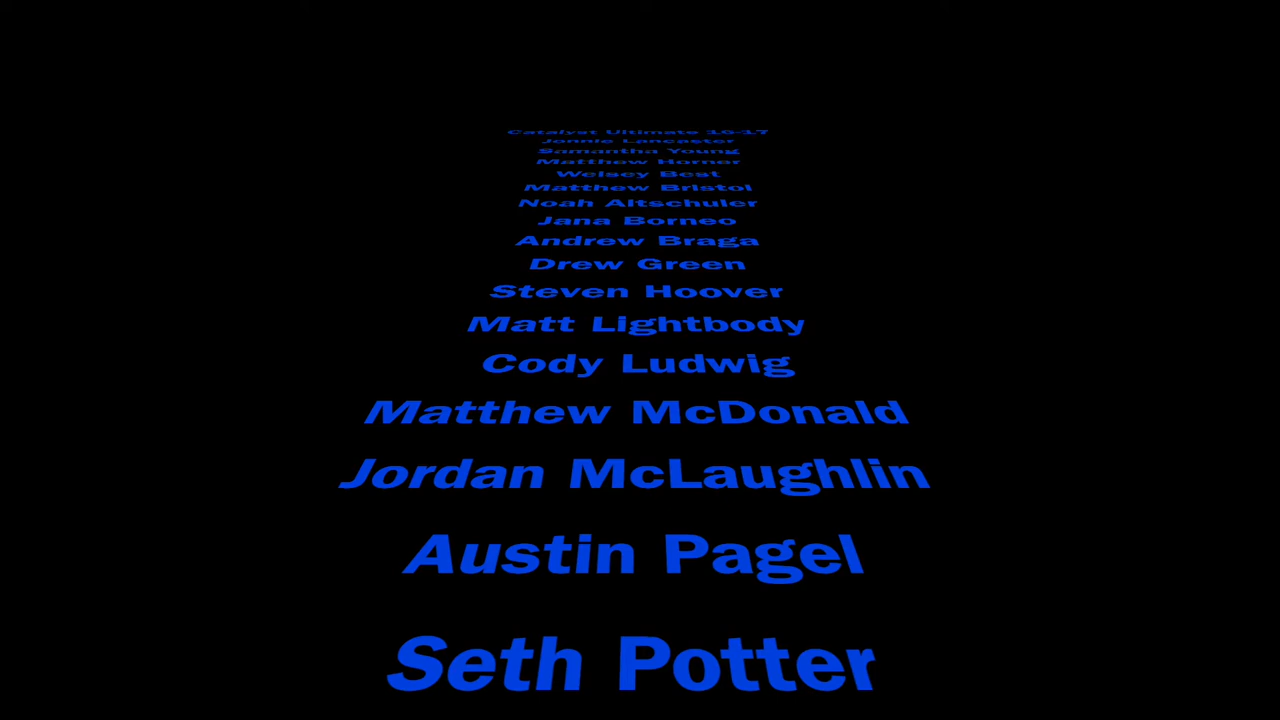 Catalyst Ultimate 16-17
Jennie Lancaster
Samantha Young
Matthew Horner
Welsey Best
Matthew Bristol
Noah Altschuler
Jana Borneo
Andrew Braga
Drew Green
Steven Hoover
Matt Lightbody
Cody Ludwig
Matthew McDonald
Jordan McLaughlin
Austin Pagel
Seth Potter